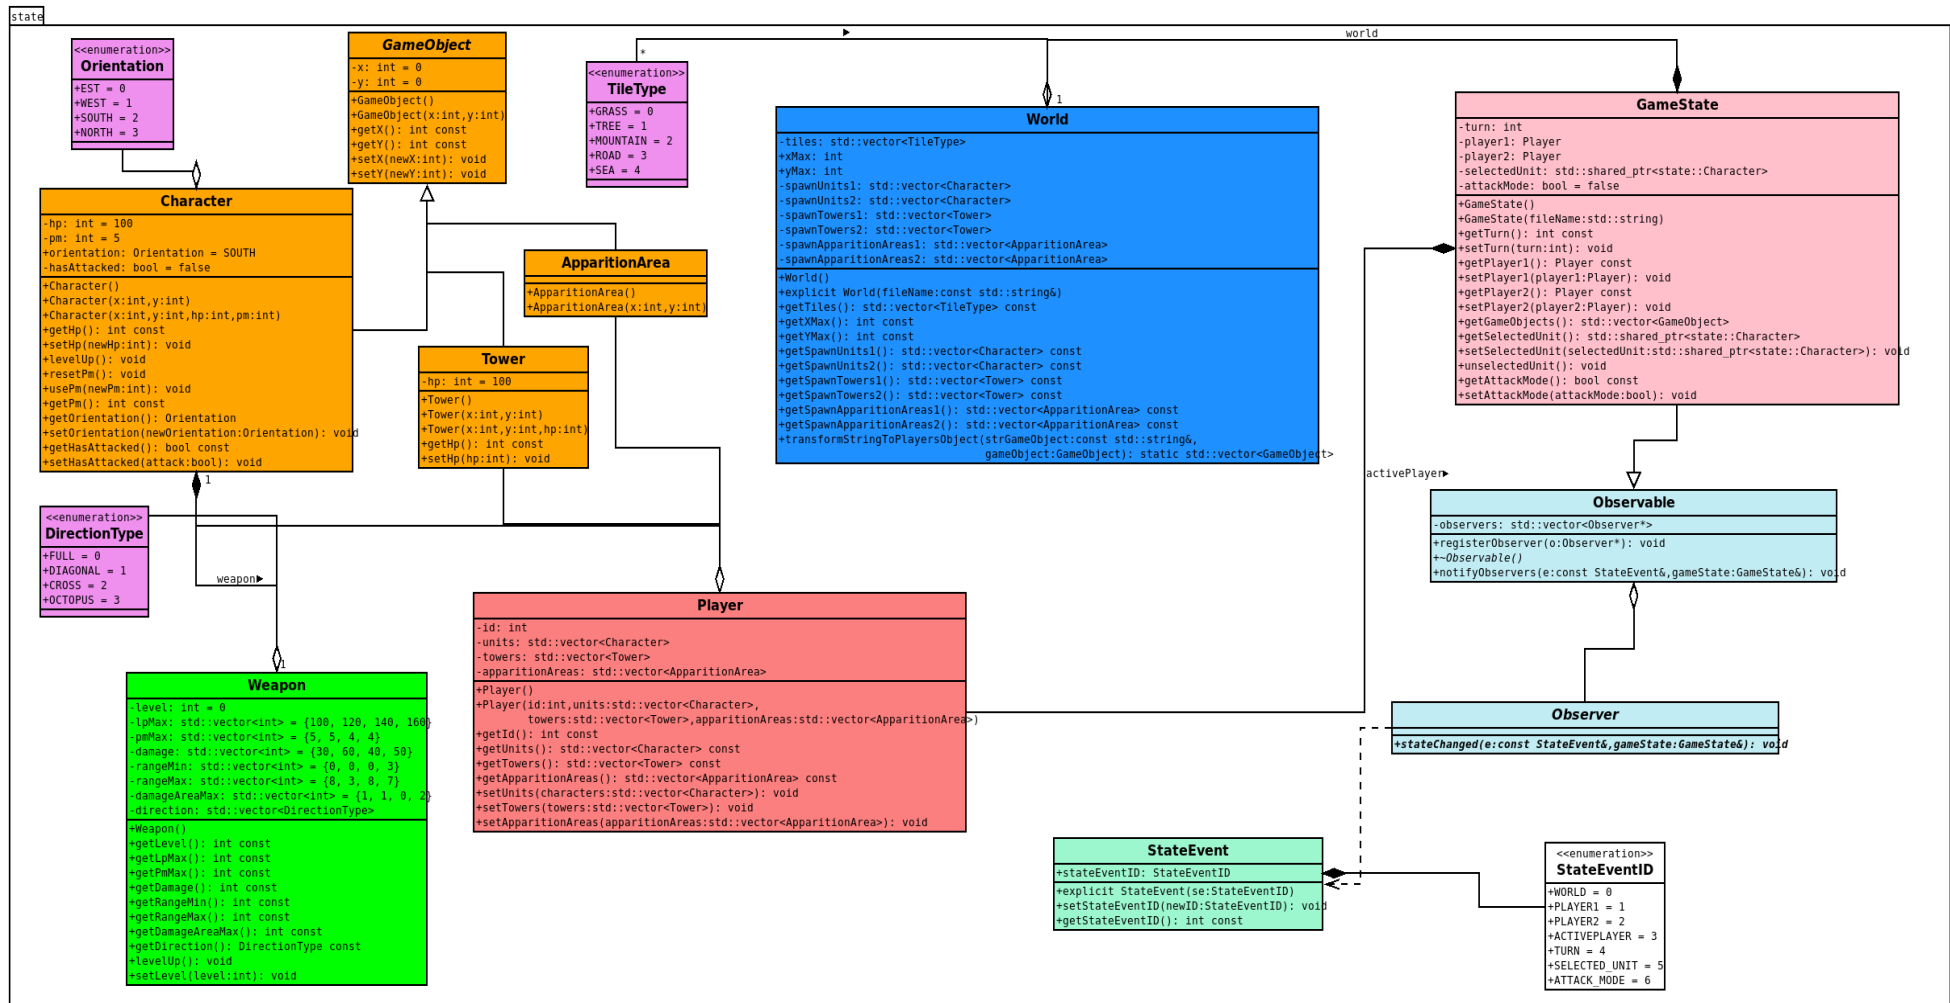 state
<<enumeration>>
Orientation
+EST = 0
+WEST = 1
+SOUTH = 2
+NORTH = 3
GameObject
-x: int = 0
-y: int = 0
+GameObject()
+GameObject(x:int,y:int)
+getX(): int const
+getY(): int const
+setX(newX:int): void
+setY(newY:int): void
*
<<enumeration>>
TileType
+GRASS = 0
+TREE = 1
+MOUNTAIN = 2
+ROAD = 3
+SEA = 4
world
1
World
-tiles: std::vector<TileType>
+xMax: int
+yMax: int
-spawnUnits1: std::vector<Character>
-spawnUnits2: std::vector<Character>
-spawnTowers1: std::vector<Tower>
-spawnTowers2: std::vector<Tower>
-spawnApparitionAreas1: std::vector<ApparitionArea>
-spawnApparitionAreas2: std::vector<ApparitionArea>
+World()
+explicit World(fileName:const std::string&)
+getTiles(): std::vector<TileType> const
+getXMax(): int const
+getYMax(): int const
+getSpawnUnits1(): std::vector<Character> const
+getSpawnUnits2(): std::vector<Character> const
+getSpawnTowers1(): std::vector<Tower> const
+getSpawnTowers2(): std::vector<Tower> const
+getSpawnApparitionAreas1(): std::vector<ApparitionArea> const
+getSpawnApparitionAreas2(): std::vector<ApparitionArea> const
+transformStringToPlayersObject(strGameObject:const std::string&,
gameObject:GameObject): static std::vector<GameObject>
GameState
-turn: int
-player1: Player
-player2: Player
-selectedUnit: std::shared_ptr<state::Character>
-attackMode: bool = false
+GameState()
+GameState(fileName:std::string)
+getTurn(): int const
+setTurn(turn:int): void
+getPlayer1(): Player const
+setPlayer1(player1:Player): void
+getPlayer2(): Player const
+setPlayer2(player2:Player): void
+getGameObjects(): std::vector<GameObject>
+getSelectedUnit(): std::shared_ptr<state::Character>
+setSelectedUnit(selectedUnit:std::shared_ptr<state::Character>): void
+unselectedUnit(): void
+getAttackMode(): bool const
+setAttackMode(attackMode:bool): void
Character
-hp: int = 100
-pm: int = 5
+orientation: Orientation = SOUTH
-hasAttacked: bool = false
+Character()
+Character(x:int,y:int)
+Character(x:int,y:int,hp:int,pm:int)
+getHp(): int const
+setHp(newHp:int): void
+levelUp(): void
+resetPm(): void
+usePm(newPm:int): void
+getPm(): int const
+getOrientation(): Orientation
+setOrientation(newOrientation:Orientation): void
+getHasAttacked(): bool const
+setHasAttacked(attack:bool): void
1
ApparitionArea
+ApparitionArea()
+ApparitionArea(x:int,y:int)
Tower
-hp: int = 100
+Tower()
+Tower(x:int,y:int)
+Tower(x:int,y:int,hp:int)
+getHp(): int const
+setHp(hp:int): void
activePlayer
Observable
-observers: std::vector<Observer*>
+registerObserver(o:Observer*): void
+~Observable()
+notifyObservers(e:const StateEvent&,gameState:GameState&): void
<<enumeration>>
DirectionType
+FULL = 0
+DIAGONAL = 1
+CROSS = 2
+OCTOPUS = 3
weapon
1
Weapon
-level: int = 0
-lpMax: std::vector<int> = {100, 120, 140, 160}
-pmMax: std::vector<int> = {5, 5, 4, 4}
-damage: std::vector<int> = {30, 60, 40, 50}
-rangeMin: std::vector<int> = {0, 0, 0, 3}
-rangeMax: std::vector<int> = {8, 3, 8, 7}
-damageAreaMax: std::vector<int> = {1, 1, 0, 2}
-direction: std::vector<DirectionType>
+Weapon()
+getLevel(): int const
+getLpMax(): int const
+getPmMax(): int const
+getDamage(): int const
+getRangeMin(): int const
+getRangeMax(): int const
+getDamageAreaMax(): int const
+getDirection(): DirectionType const
+levelUp(): void
+setLevel(level:int): void
Player
-id: int
-units: std::vector<Character>
-towers: std::vector<Tower>
-apparitionAreas: std::vector<ApparitionArea>
+Player()
+Player(id:int,units:std::vector<Character>,
towers:std::vector<Tower>,apparitionAreas:std::vector<ApparitionArea>)
+getId(): int const
+getUnits(): std::vector<Character> const
+getTowers(): std::vector<Tower> const
+getApparitionAreas(): std::vector<ApparitionArea> const
+setUnits(characters:std::vector<Character>): void
+setTowers(towers:std::vector<Tower>): void
+setApparitionAreas(apparitionAreas:std::vector<ApparitionArea>): void
Observer
+stateChanged(e:const StateEvent&,gameState:GameState&): void
StateEvent
+stateEventID: StateEventID
+explicit StateEvent(se:StateEventID)
+setStateEventID(newID:StateEventID): void
+getStateEventID(): int const
<<enumeration>>
StateEventID
+WORLD = 0
+PLAYER1 = 1
+PLAYER2 = 2
+ACTIVEPLAYER = 3
+TURN = 4
+SELECTED_UNIT = 5
+ATTACK_MODE = 6